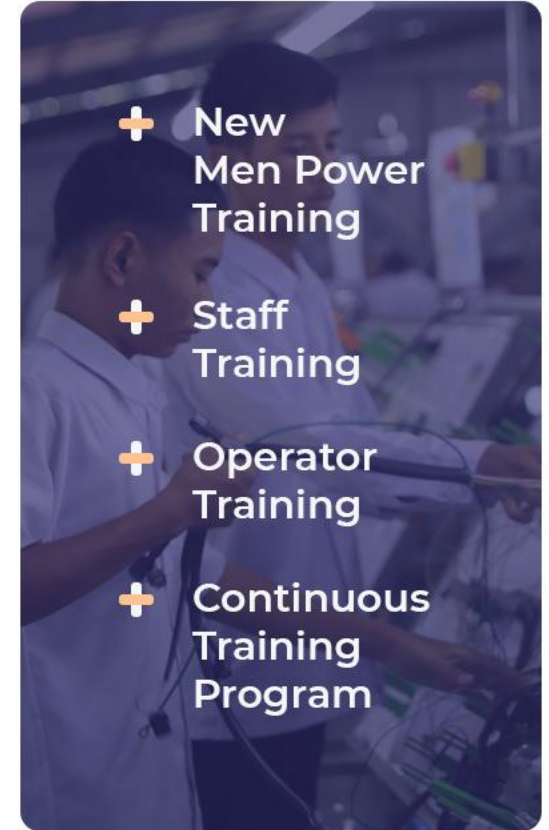 New
Men Power
Training
Staff
Training
Operator
Training
Continuous
Training
Program